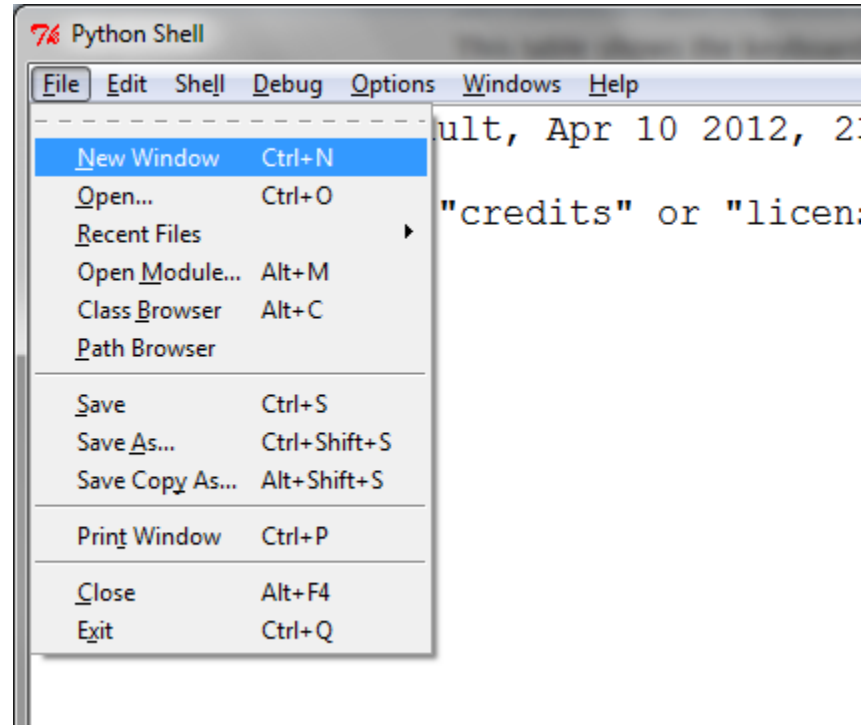 Python Shell
File Edit Shell Debug Options Windows Help
ult, Apr 10 2012, 21
New Window Ctrl+N
Open... Ctrl+O
"credits" or "licens
Recent Files
Open Module... Alt+M
Class Browser Alt+C
Path Browser
Save Ctrl+S
Save As... Ctrl+Shift+S
Save Copy As... Alt+Shift+S
Print Window Ctrl+P
Close Alt+F4
Exit Ctrl+Q